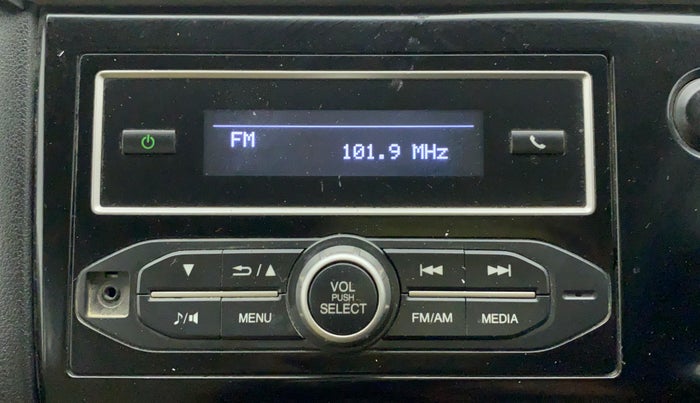 FM
101.9 MHz
VOL
PUSH
SELECT
MENU
FM/AM
MEDIA